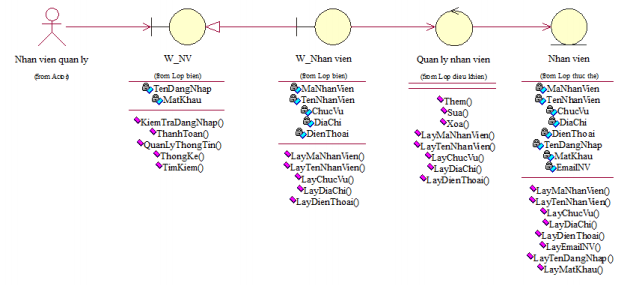 Nhan vien quan ly
W_NV
W_Nhan vien
Quan ly nhan vien
Nhan vien
(from Lop bien)
(from Lop bien)
(from Lop dieu khien)
(from Lop thuc the)
TenDangNhap
MatKhau
KiemTraDangNhap()
ThanhToan()
QuanLyThongTin()
ThongKe()
TimKiem()
MaNhanVien
TenNhanVien
ChucVu
DiaChi
DienThoai
LayMaNhanVien()
LayTenNhanVien()
LayChucVu()
LayDiaChi()
LayDienThoai()
Them()
Sua()
Xoa()
LayMaNhanVien()
LayTenNhanVien()
LayChucVu()
LayDiaChi()
LayDienThoai()
MaNhanVien
TenNhanVien
ChucVu
DiaChi
DienThoai
TenDangNhap
MatKhau
EmailNV
LayMaNhanVien()
LayTenNhanVien()
LayChucVu()
LayDiaChi()
LayDienThoai()
LayEmailNV()
LayTenDangNhap()
LayMatKhau()